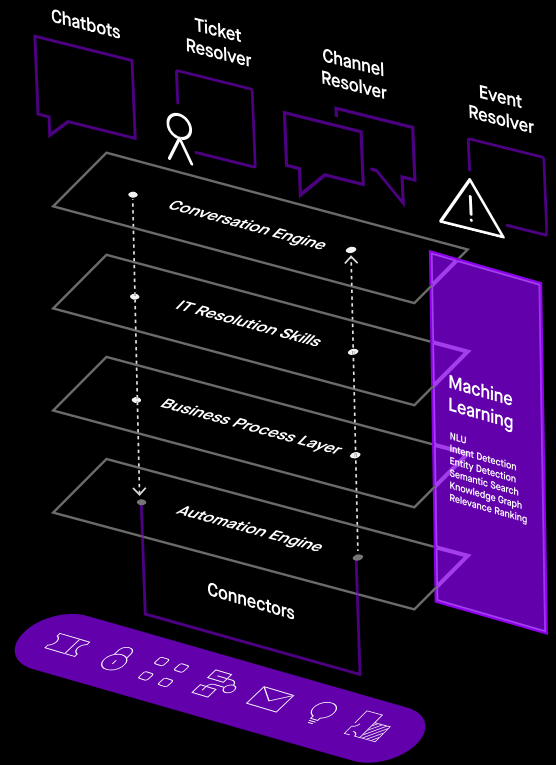 Chatbots
Ticket
Resolver
Channel
Resolver
Event
Resolver
Conversation Engine
IT Resolution Skills
Business Process Layer
Automation Engine
Connectors
Machine
Learning
NLU
Intent Detection
Entity Detection
Semantic Search
Knowledge Graph
Relevance Ranking